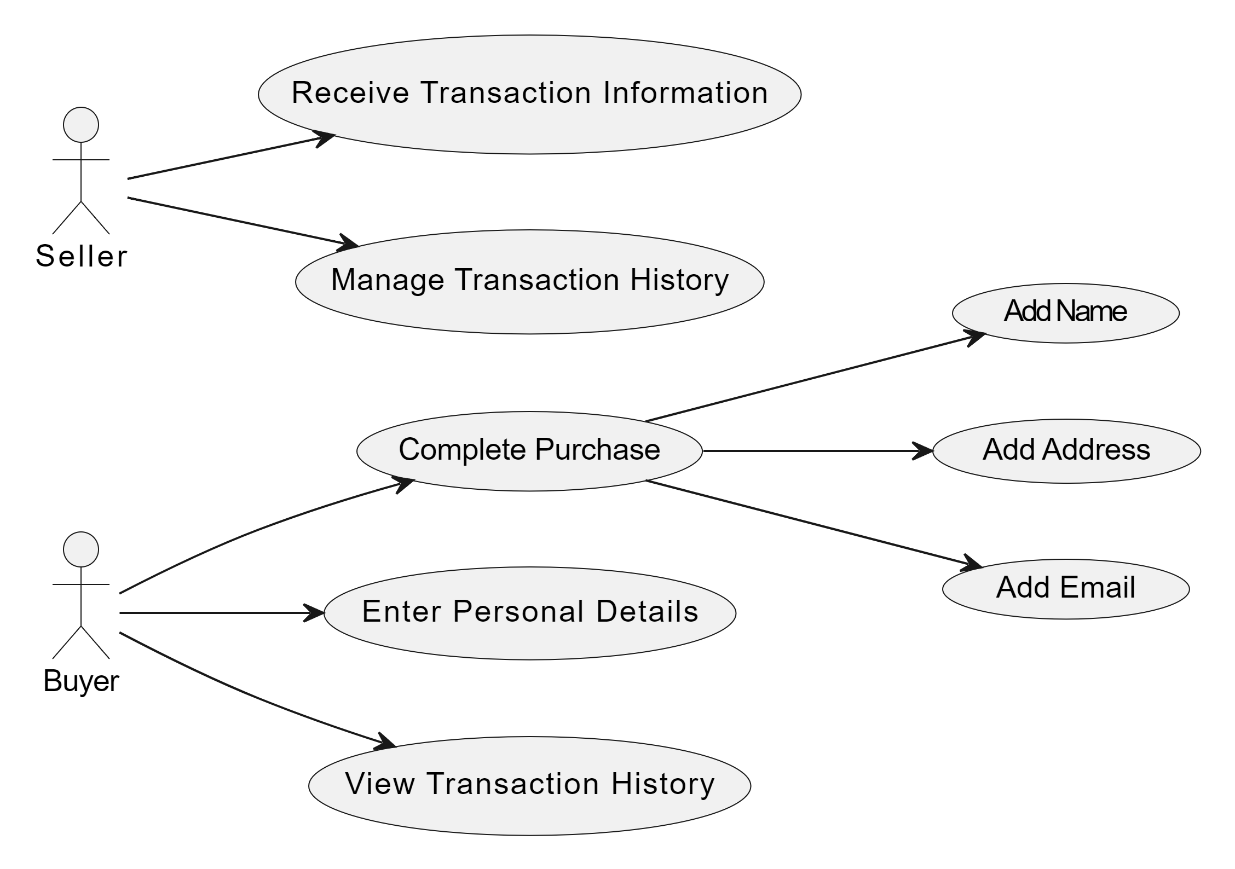 Receive Transaction Information
Seller
Manage Transaction History
Add Name
Complete Purchase
Add Address
Add Email
Enter Personal Details
Buyer
View Transaction History